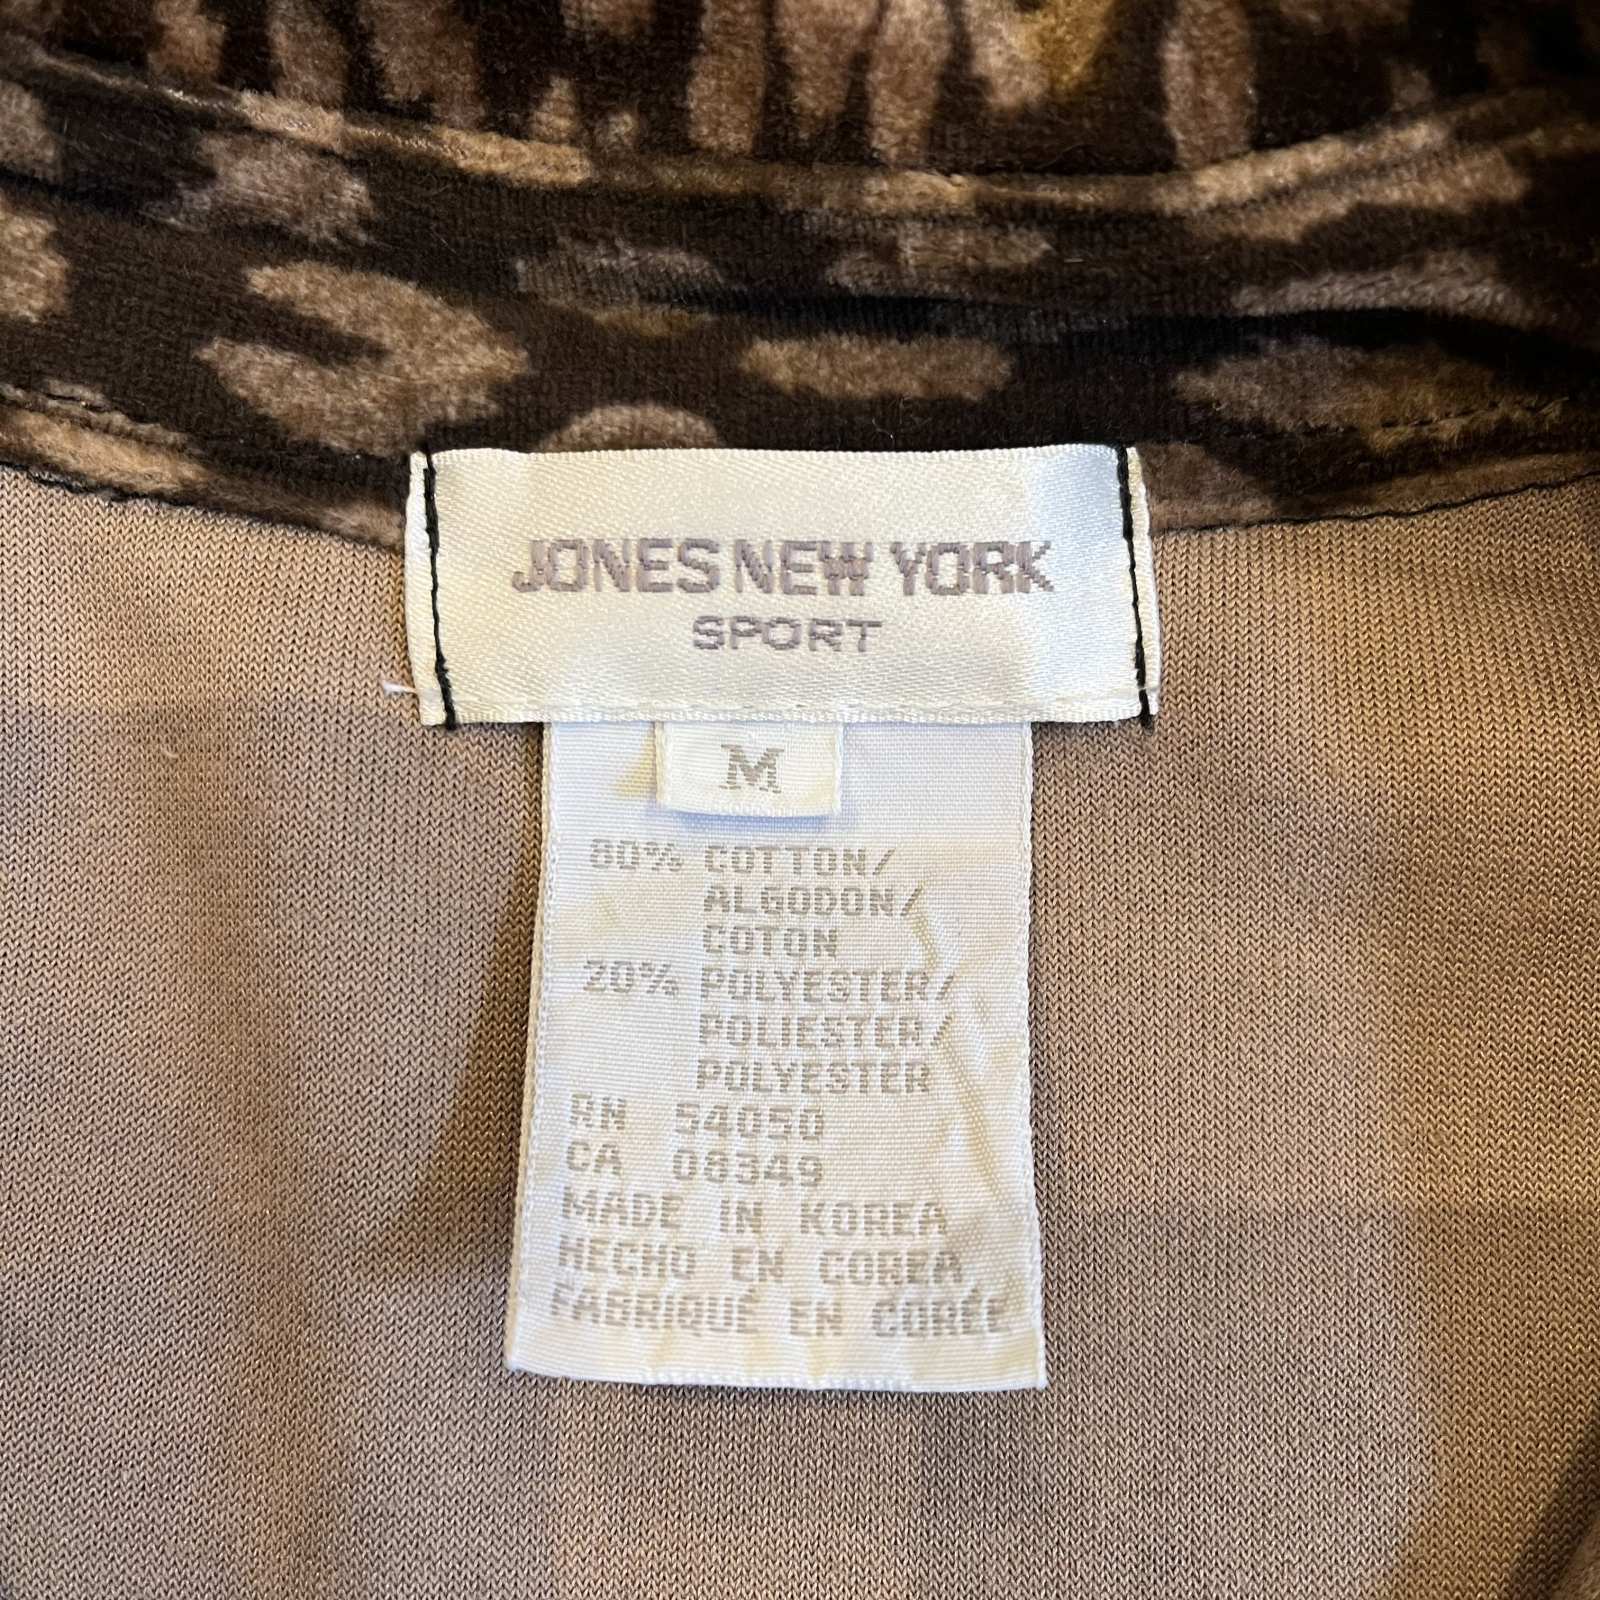 JONES NEW YORK
SPORT
M
80% COTTON/
ALGODON/
COTON
20% POLYESTER/
POLIESTER/
POLYESTER
RN 54050
CA 08349
MADE IN KOREA
HECHO EN COREA
FABRIQUÉ EN CORÉE